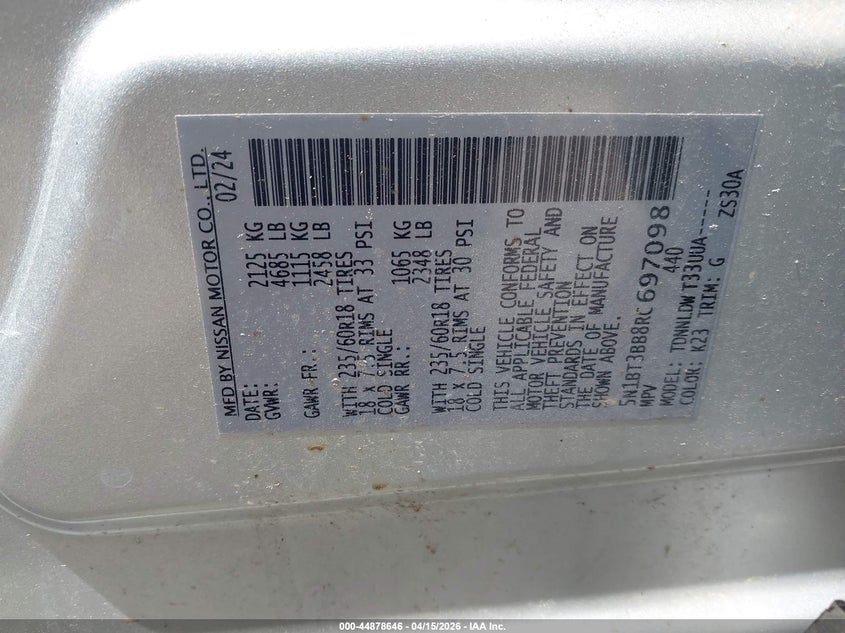 MFD BY NISSAN MOTOR CO., LTD.
DATE: 02/24
GVWR: 2125 KG
4685 LB
GAWR FR.: 1115 KG
2458 LB
WITH 235/60R18 TIRES
18 X 7.5 RIMS AT 33 PSI
COLD SINGLE
GAWR RR.: 1065 KG
2348 LB
WITH 235/60R18 TIRES
18 X 7.5 RIMS AT 30 PSI
COLD SINGLE
THIS VEHICLE CONFORMS TO
ALL APPLICABLE FEDERAL
MOTOR VEHICLE SAFETY AND
THEFT PREVENTION
STANDARDS IN EFFECT ON
THE DATE OF MANUFACTURE
SHOWN ABOVE.
5N1BT3BB8RC697098
MPV 440
MODEL: TDNNLDW T33UUA------
COLOR: K23 TRIM: G ZS30A
000-44878646 - 04/15/2026 - IAA Inc.